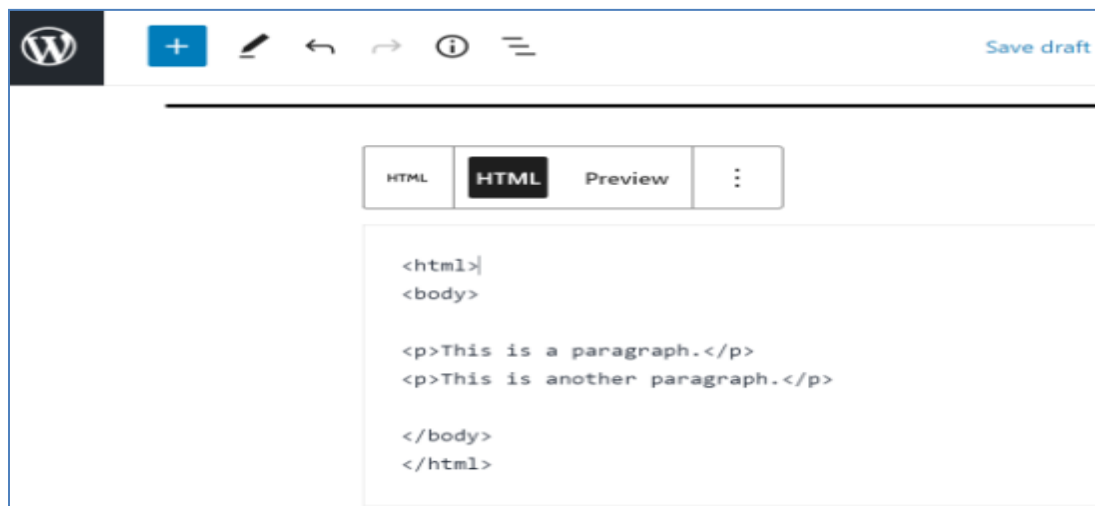 Save draft
HTML HTML Preview
<html>
<body>
<p>This is a paragraph.</p>
<p>This is another paragraph.</p>
</body>
</html>